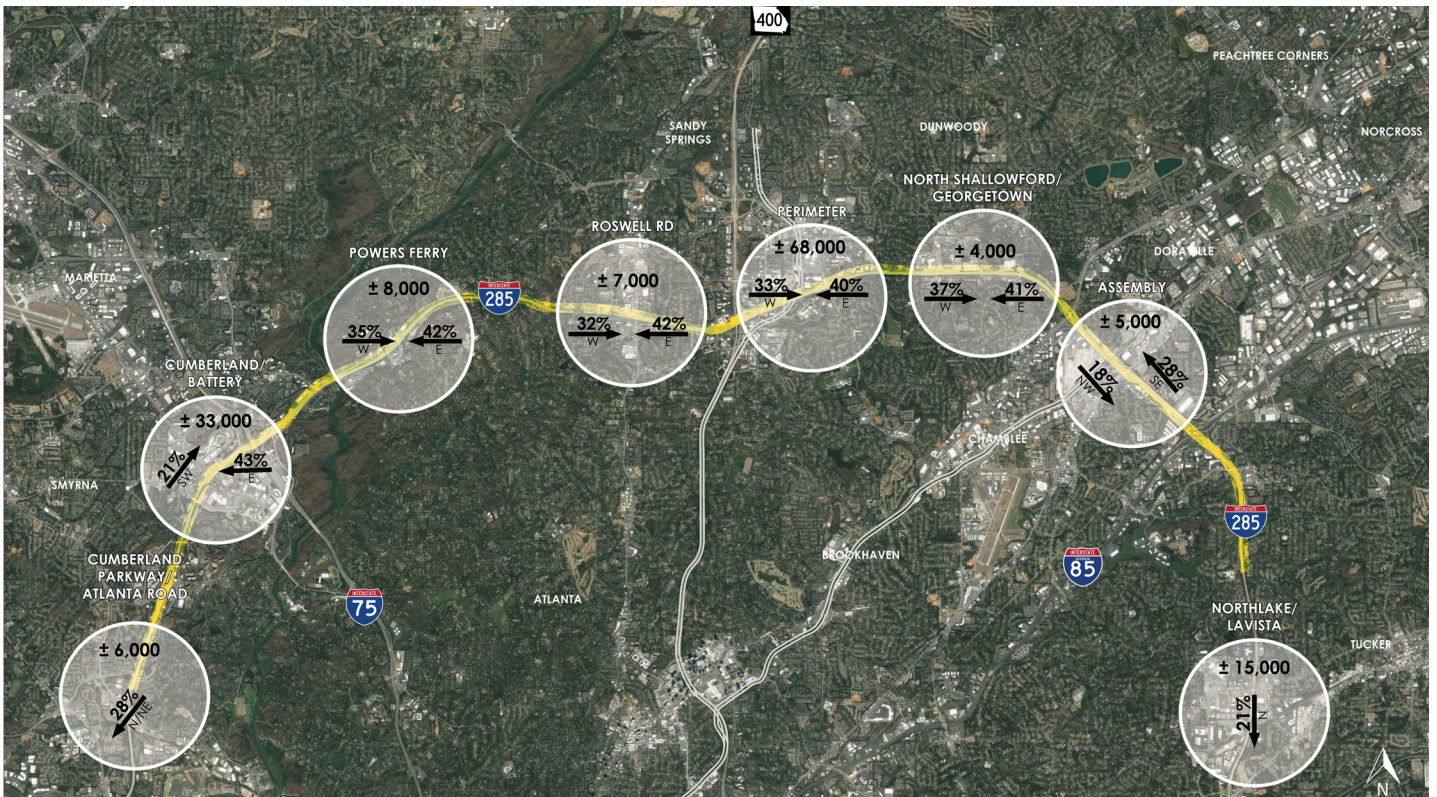 400
PEACHTREE CORNERS
SANDY
SPRINGS
DUNWOODY
NORCROSS
NORTH SHALLOWFORD/
GEORGETOWN
± 4,000
37%
W
41%
E
PERIMETER
± 68,000
33%
W
40%
E
ROSWELL RD
± 7,000
32%
W
42%
E
POWERS FERRY
± 8,000
35%
W
42%
E
INTERSTATE
285
DORAVILLE
ASSEMBLY
± 5,000
18%
NW
28%
SE
MARIETTA
CUMBERLAND/
BATTERY
± 33,000
21%
SW
43%
E
SMYRNA
CHAMBLEE
INTERSTATE
285
CUMBERLAND
PARKWAY/
ATLANTA ROAD
± 6,000
28%
N/NE
INTERSTATE
75
ATLANTA
BROOKHAVEN
INTERSTATE
GEORGIA
85
NORTHLAKE/
LAVISTA
± 15,000
21%
N
TUCKER
N